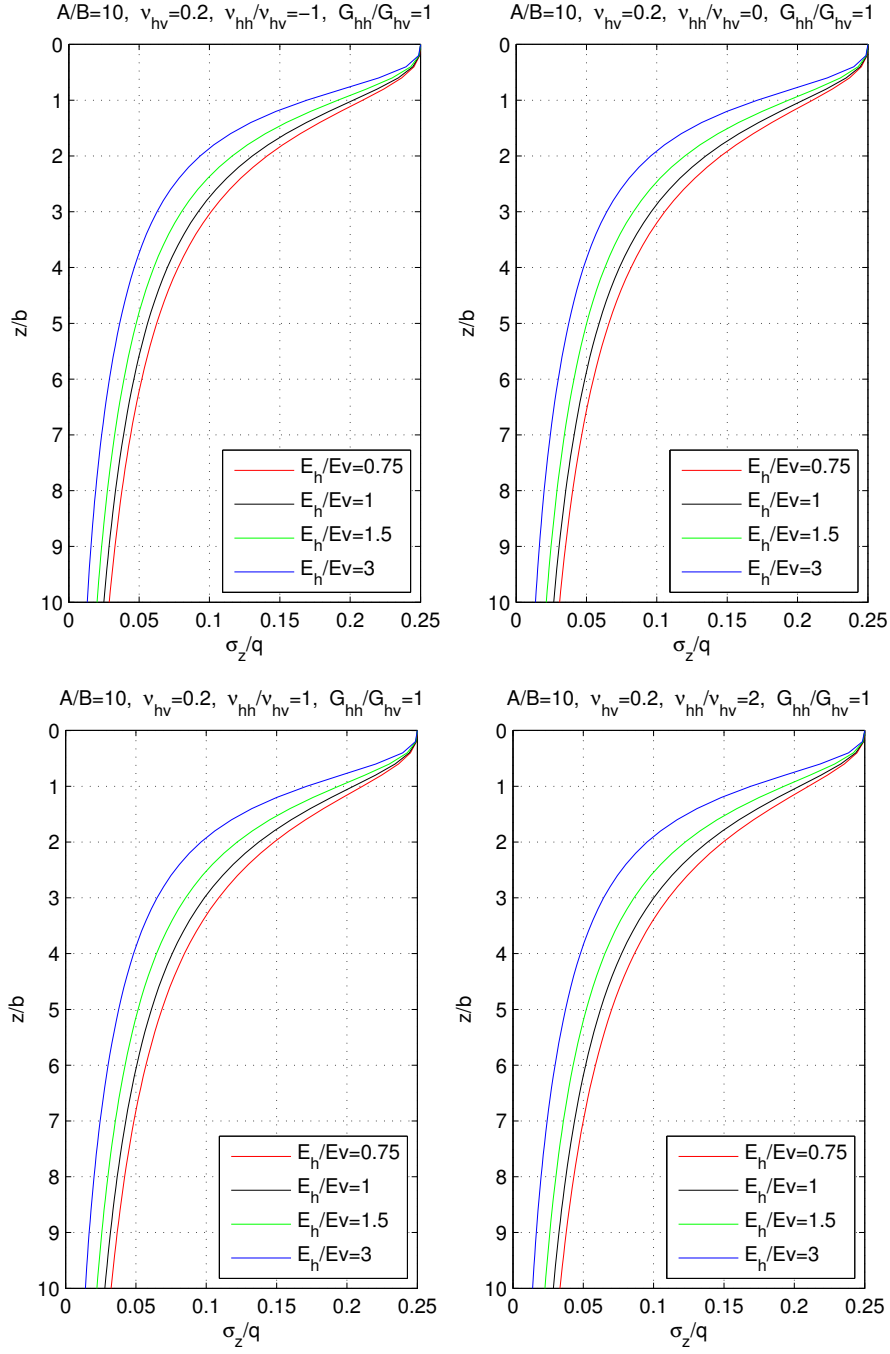 A/B=10, ν_hv=0.2, ν_hh/ν_hv=−1, G_hh/G_hv=1
0
1
2
3
4
5
6
7
8
9
10
z/b
0 0.05 0.1 0.15 0.2 0.25
σ_z/q
E_h/Ev=0.75
E_h/Ev=1
E_h/Ev=1.5
E_h/Ev=3
A/B=10, ν_hv=0.2, ν_hh/ν_hv=0, G_hh/G_hv=1
0
1
2
3
4
5
6
7
8
9
10
z/b
0 0.05 0.1 0.15 0.2 0.25
σ_z/q
E_h/Ev=0.75
E_h/Ev=1
E_h/Ev=1.5
E_h/Ev=3
A/B=10, ν_hv=0.2, ν_hh/ν_hv=1, G_hh/G_hv=1
0
1
2
3
4
5
6
7
8
9
10
z/b
0 0.05 0.1 0.15 0.2 0.25
σ_z/q
E_h/Ev=0.75
E_h/Ev=1
E_h/Ev=1.5
E_h/Ev=3
A/B=10, ν_hv=0.2, ν_hh/ν_hv=2, G_hh/G_hv=1
0
1
2
3
4
5
6
7
8
9
10
z/b
0 0.05 0.1 0.15 0.2 0.25
σ_z/q
E_h/Ev=0.75
E_h/Ev=1
E_h/Ev=1.5
E_h/Ev=3